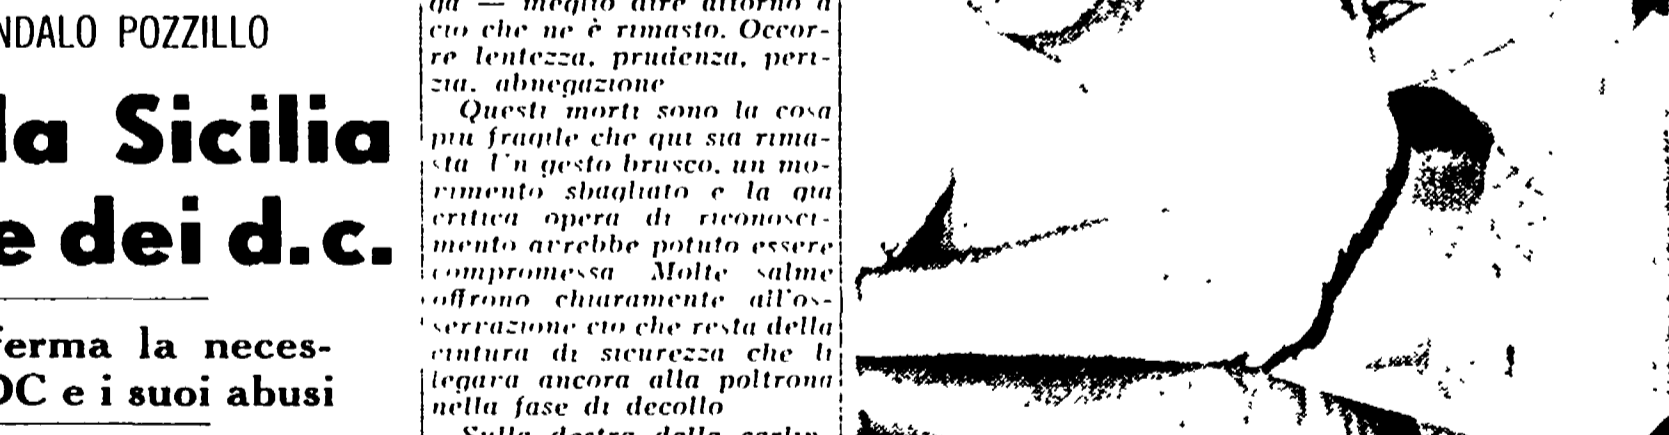 NDALO POZZILLO
la Sicilia
e dei d.c.
ferma la neces-
DC e i suoi abusi
ga — meglio dire attorno a
ciò che ne è rimasto. Occor-
re lentezza, prudenza, peri-
zia, abnegazione
Questi morti sono la cosa
più fragile che qui sia rima-
sta Un gesto brusco, un mo-
vimento sbagliato e la già
critica opera di riconosci-
mento avrebbe potuto essere
compromessa Molte salme
offrono chiaramente all'os-
servazione ciò che resta della
cintura di sicurezza che li
legava ancora alla poltrona
nella fase di decollo
Sulla destra della